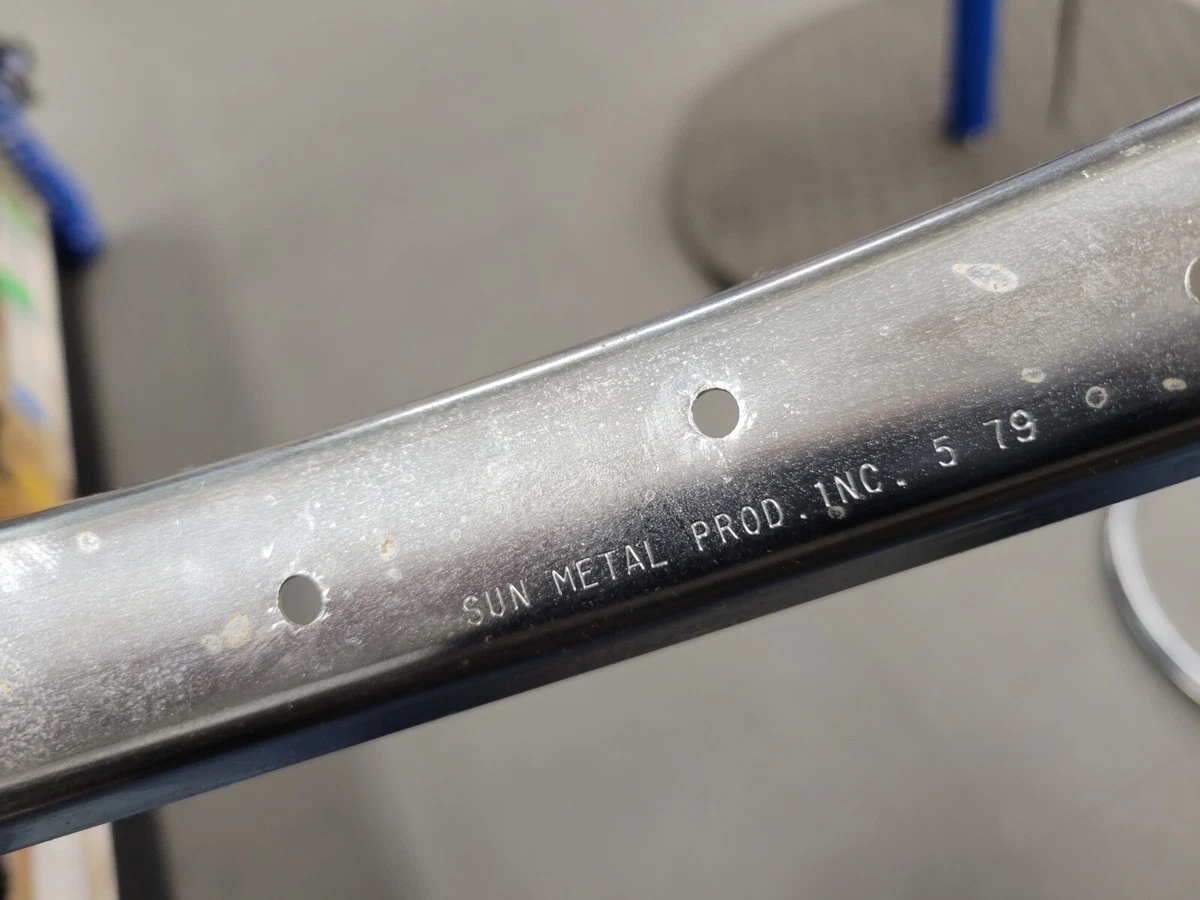 SUN METAL PROD. INC. 5 79